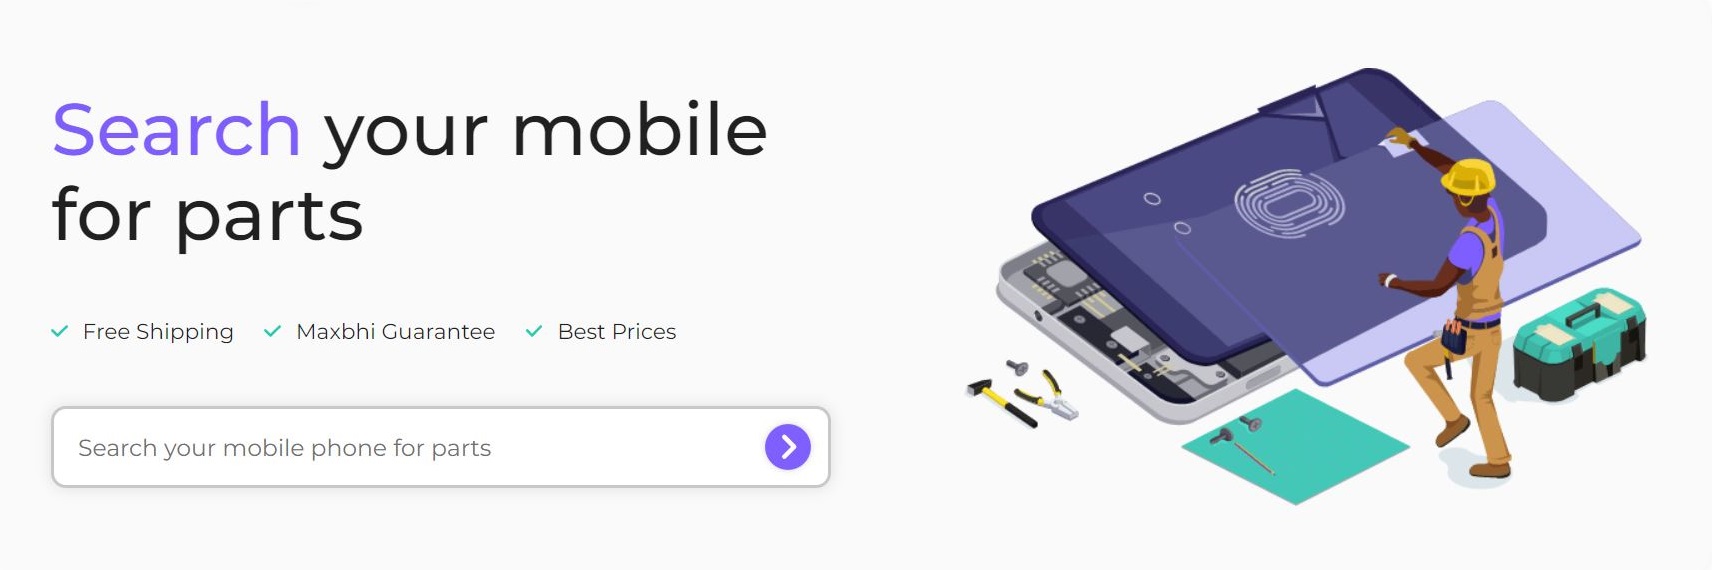 Search your mobile
for parts
Free Shipping Maxbhi Guarantee Best Prices
Search your mobile phone for parts